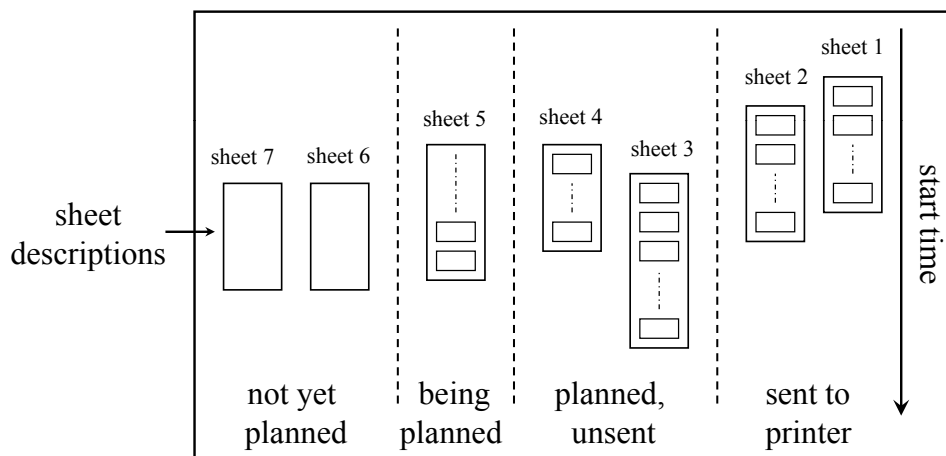 sheet 1
sheet 2
sheet 5
sheet 4
sheet 3
sheet 7
sheet 6
sheet
descriptions
start time
not yet
planned
being
planned
planned,
unsent
sent to
printer